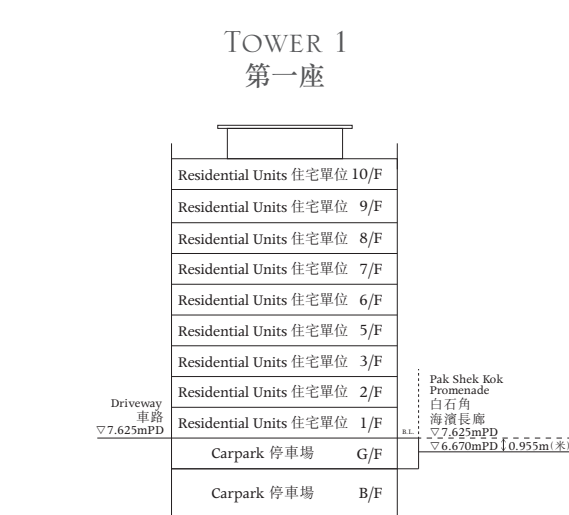 TOWER 1
第一座
Residential Units 住宅單位 10/F
Residential Units 住宅單位 9/F
Residential Units 住宅單位 8/F
Residential Units 住宅單位 7/F
Residential Units 住宅單位 6/F
Residential Units 住宅單位 5/F
Residential Units 住宅單位 3/F
Residential Units 住宅單位 2/F
Residential Units 住宅單位 1/F
Carpark 停車場 G/F
Carpark 停車場 B/F
Driveway
車路
▽7.625mPD
B.L.
Pak Shek Kok
Promenade
白石角
海濱長廊
▽7.625mPD
▽6.670mPD 0.955m(米)